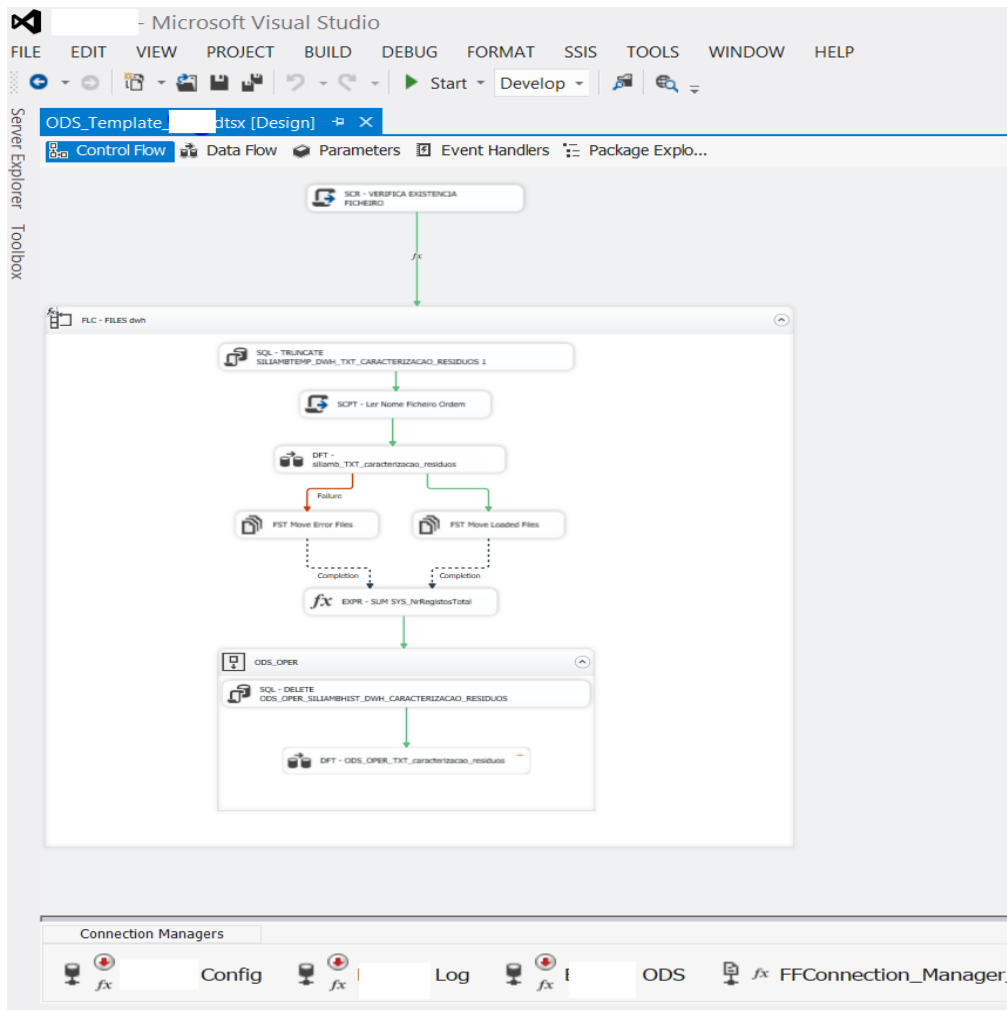 - Microsoft Visual Studio
FILE EDIT VIEW PROJECT BUILD DEBUG FORMAT SSIS TOOLS WINDOW HELP
Start Develop
Server Explorer
Toolbox
ODS_Template_ dtsx [Design]
Control Flow Data Flow Parameters Event Handlers Package Explo...
SCR - VERIFICA EXISTENCIA
FICHEIRO
fx
FLC - FILES dwh
SQL - TRUNCATE
SILIAMBTEMP_DWH_TXT_CARACTERIZACAO_RESIDUOS 1
SCPT - Ler Nome Ficheiro Ordem
DFT -
siliamb_TXT_caracterizacao_residuos
Failure
FST Move Error Files FST Move Loaded Files
Completion Completion
fx EXPR - SUM SYS_NrRegistosTotal
ODS_OPER
SQL - DELETE
ODS_OPER_SILIAMBHIST_DWH_CARACTERIZACAO_RESIDUOS
DFT - ODS_OPER_TXT_caracterizacao_residuos
Connection Managers
fx Config fx Log fx ODS fx FFConnection_Manager_